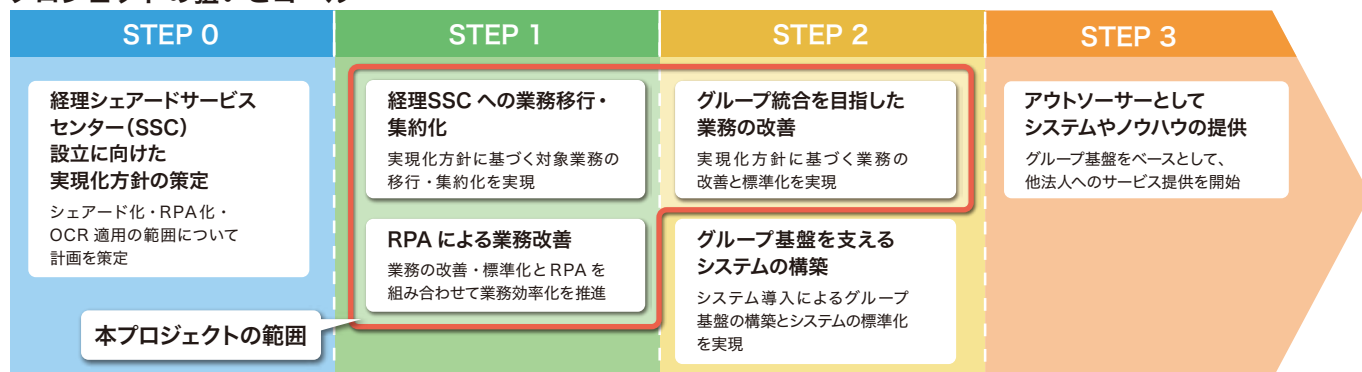 プロジェクトの狙いとゴール
STEP 0
経理シェアードサービス
センター(SSC)
設立に向けた
実現化方針の策定
シェアード化・RPA化・
OCR 適用の範囲について
計画を策定
本プロジェクトの範囲
STEP 1
経理SSC への業務移行・
集約化
実現化方針に基づく対象業務の
移行・集約化を実現
RPA による業務改善
業務の改善・標準化とRPA を
組み合わせて業務効率化を推進
STEP 2
グループ統合を目指した
業務の改善
実現化方針に基づく業務の
改善と標準化を実現
グループ基盤を支える
システムの構築
システム導入によるグループ
基盤の構築とシステムの標準化
を実現
STEP 3
アウトソーサーとして
システムやノウハウの提供
グループ基盤をベースとして、
他法人へのサービス提供を開始